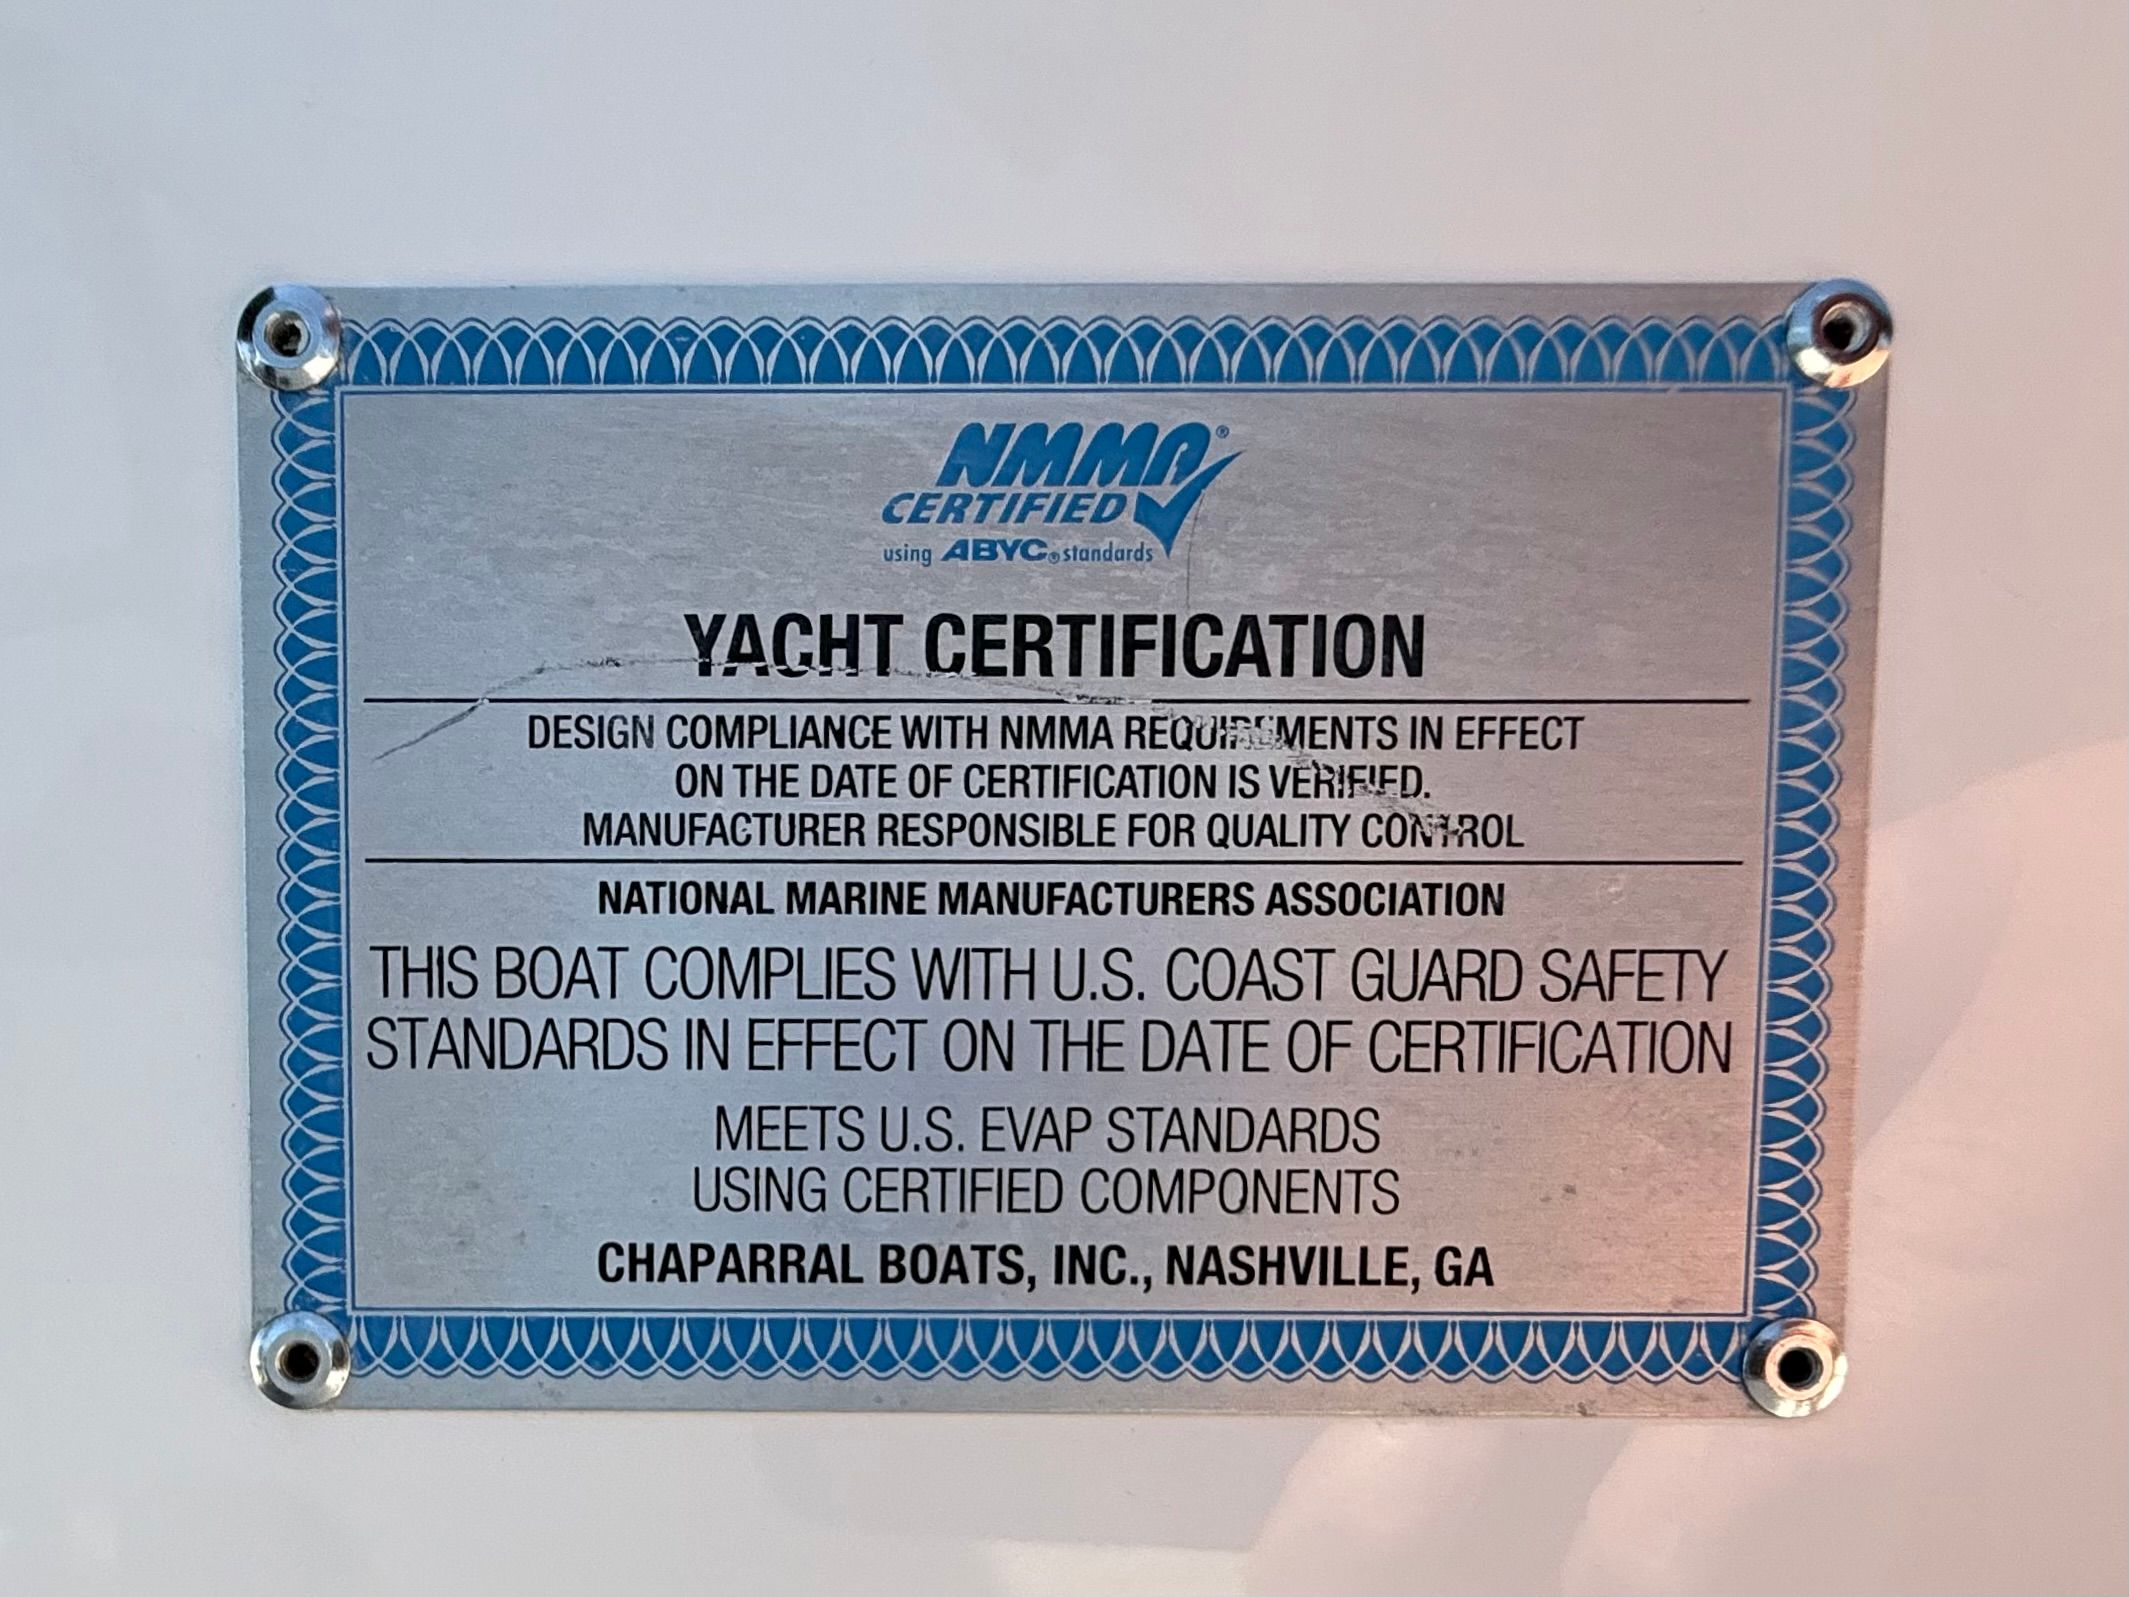 NMMA®
CERTIFIED
using ABYC® standards
YACHT CERTIFICATION
DESIGN COMPLIANCE WITH NMMA REQUIREMENTS IN EFFECT
ON THE DATE OF CERTIFICATION IS VERIFIED.
MANUFACTURER RESPONSIBLE FOR QUALITY CONTROL
NATIONAL MARINE MANUFACTURERS ASSOCIATION
THIS BOAT COMPLIES WITH U.S. COAST GUARD SAFETY
STANDARDS IN EFFECT ON THE DATE OF CERTIFICATION
MEETS U.S. EVAP STANDARDS
USING CERTIFIED COMPONENTS
CHAPARRAL BOATS, INC., NASHVILLE, GA